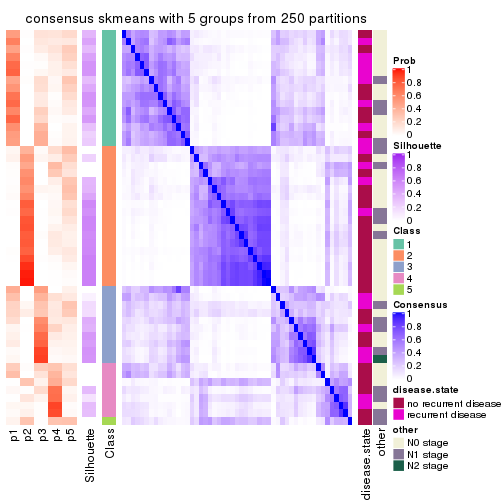 consensus skmeans with 5 groups from 250 partitions
Prob
1
0.8
0.6
0.4
0.2
0
Silhouette
1
0.8
0.6
0.4
0.2
0
Class
1
2
3
4
5
Consensus
1
0.8
0.6
0.4
0.2
0
disease.state
no recurrent disease
recurrent disease
other
N0 stage
N1 stage
N2 stage
p1
p2
p3
p4
p5
Silhouette
Class
disease.state
other